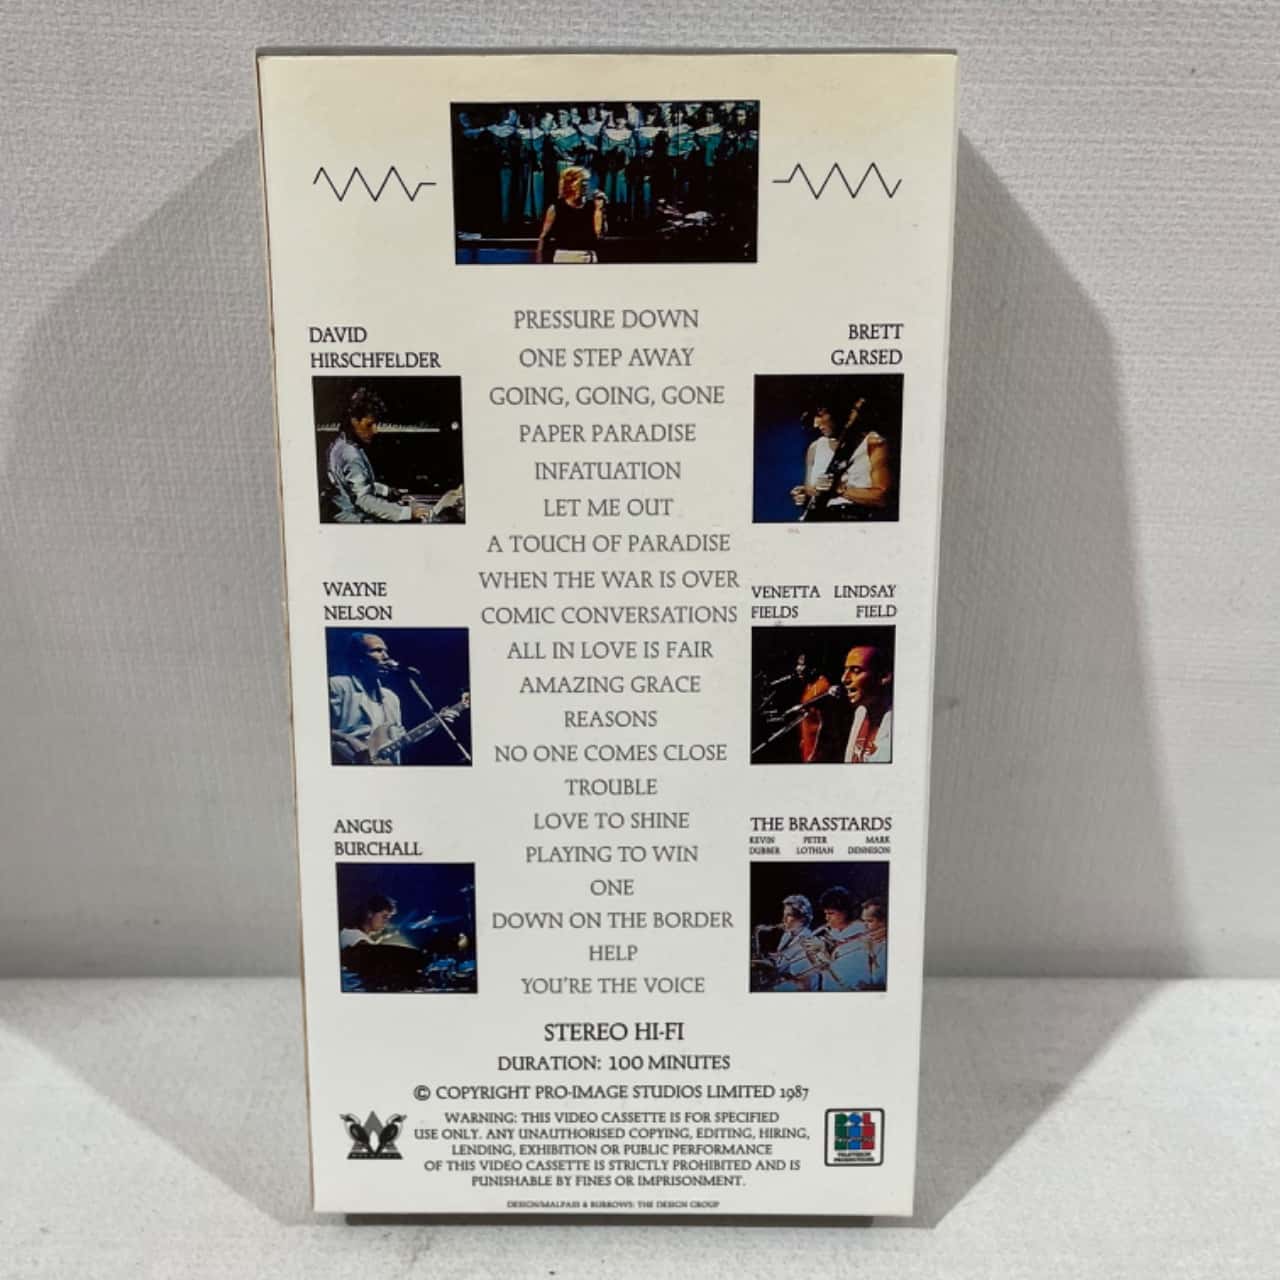 DAVID
HIRSCHFELDER
BRETT
GARSED
WAYNE
NELSON
VENETTA LINDSAY
FIELDS FIELD
ANGUS
BURCHALL
THE BRASSTARDS
KEVIN PETER MARK
DUBBER LOTHIAN DENNISON
PRESSURE DOWN
ONE STEP AWAY
GOING, GOING, GONE
PAPER PARADISE
INFATUATION
LET ME OUT
A TOUCH OF PARADISE
WHEN THE WAR IS OVER
COMIC CONVERSATIONS
ALL IN LOVE IS FAIR
AMAZING GRACE
REASONS
NO ONE COMES CLOSE
TROUBLE
LOVE TO SHINE
PLAYING TO WIN
ONE
DOWN ON THE BORDER
HELP
YOU'RE THE VOICE
STEREO HI-FI
DURATION: 100 MINUTES
© COPYRIGHT PRO-IMAGE STUDIOS LIMITED 1987
WARNING: THIS VIDEO CASSETTE IS FOR SPECIFIED
USE ONLY. ANY UNAUTHORISED COPYING, EDITING, HIRING,
LENDING, EXHIBITION OR PUBLIC PERFORMANCE
OF THIS VIDEO CASSETTE IS STRICTLY PROHIBITED AND IS
PUNISHABLE BY FINES OR IMPRISONMENT.
TELEVISION
PRODUCTIONS
DESIGN/MALPASS & BURROWS: THE DESIGN GROUP